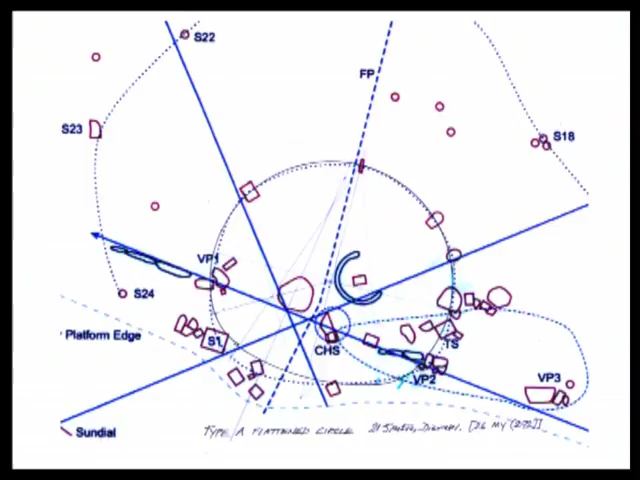 S22
FP
S23
S18
VP1
S24
S1
Platform Edge
CHS
TS
VP2
VP3
Sundial
TYPE A FLATTENED CIRCLE